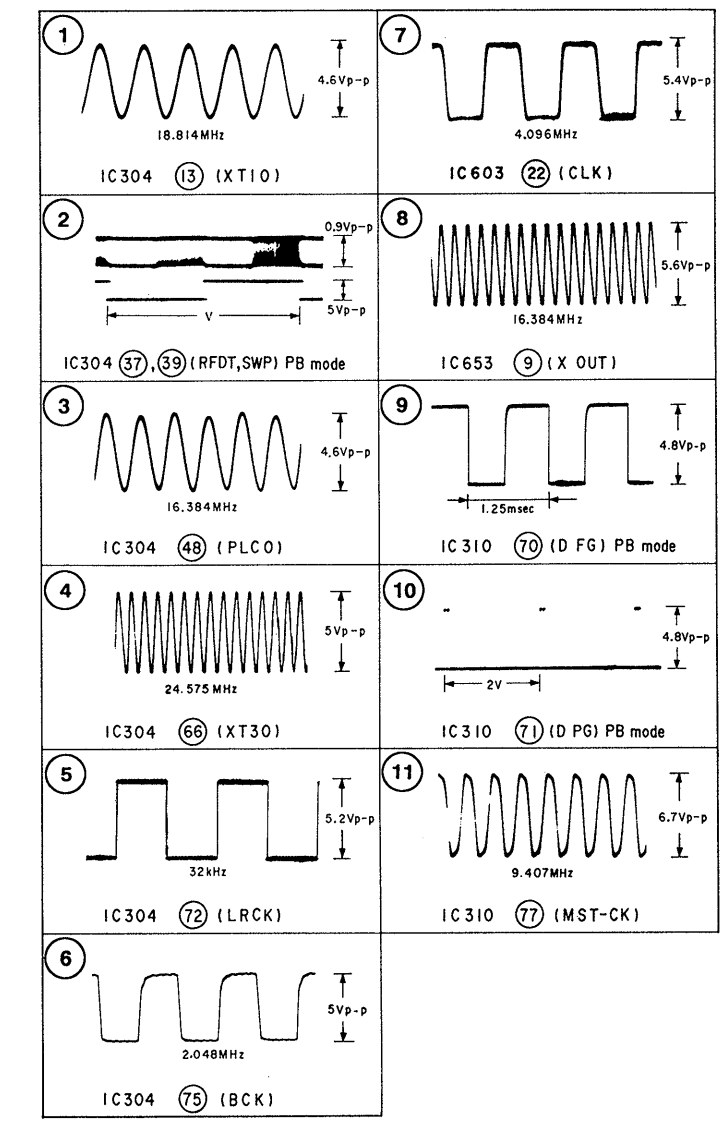 1
4.6Vp-p
18.814MHz
IC304 13 (XTIO)
2
0.9Vp-p
V
5Vp-p
IC304 37, 39 (RFDT,SWP) PB mode
3
4.6Vp-p
16.384MHz
IC304 48 (PLCO)
4
5Vp-p
24.575 MHz
IC304 66 (XT3O)
5
5.2Vp-p
32kHz
IC304 72 (LRCK)
6
5Vp-p
2.048MHz
IC304 75 (BCK)
7
5.4Vp-p
4.096MHz
IC603 22 (CLK)
8
5.6Vp-p
16.384MHz
IC653 9 (X OUT)
9
4.8Vp-p
1.25msec
IC310 70 (D FG) PB mode
10
4.8Vp-p
2V
IC310 71 (D PG) PB mode
11
6.7Vp-p
9.407MHz
IC310 77 (MST-CK)